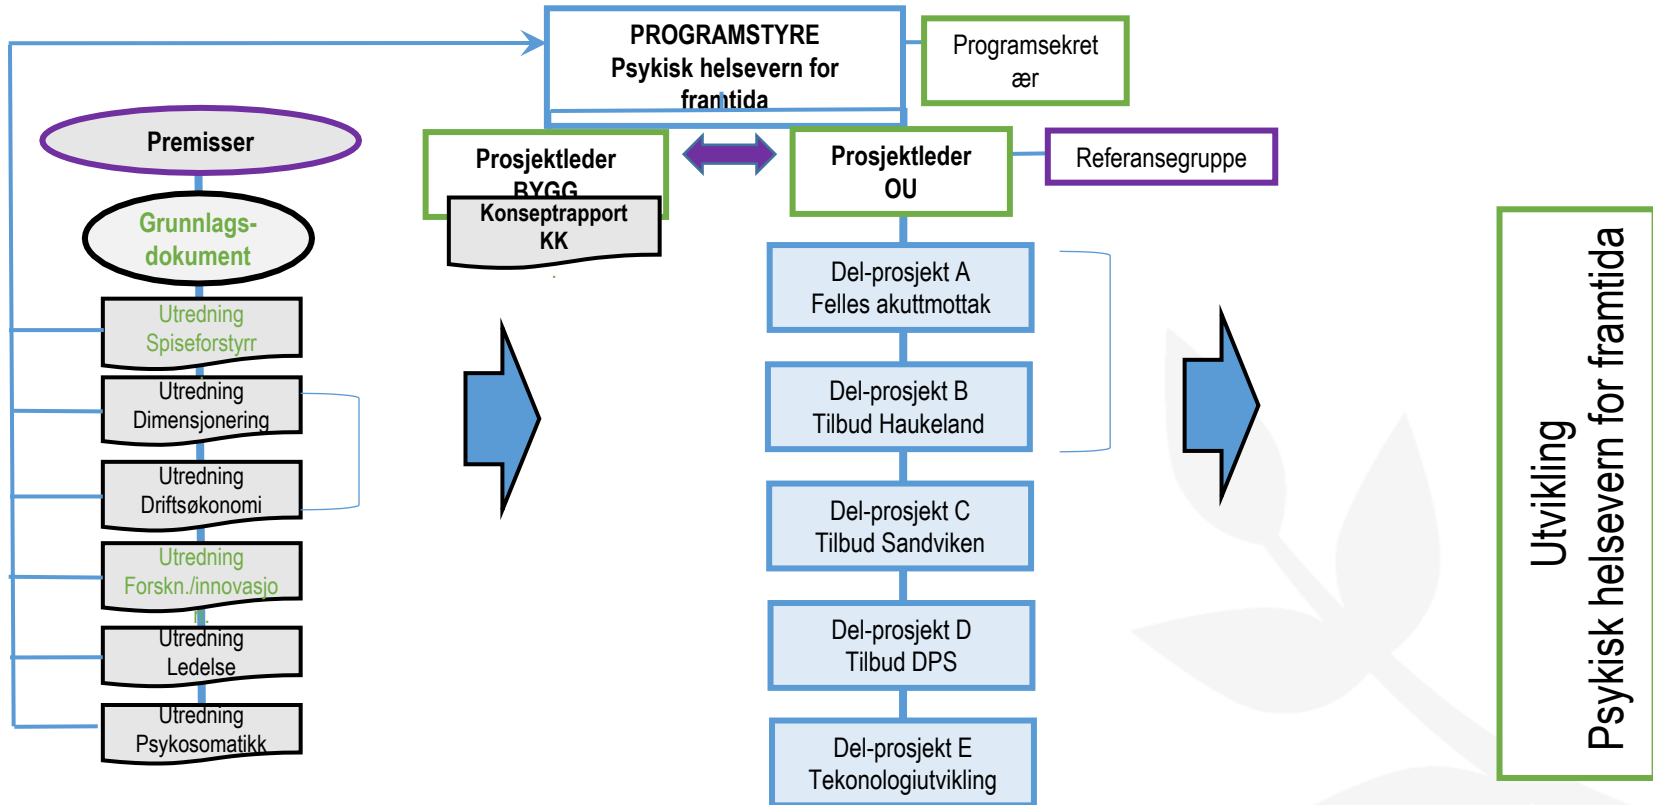 PROGRAMSTYRE
Psykisk helsevern for
framtida
Programsekret
ær
Premisser
Prosjektleder
BYGG
Konseptrapport
KK
Prosjektleder
OU
Referansegruppe
Grunnlags-
dokument
Utredning
Spiseforstyrr
Utredning
Dimensjonering
Utredning
Driftsøkonomi
Utredning
Forskn./innovasjo
n.
Utredning
Ledelse
Utredning
Psykosomatikk
Del-prosjekt A
Felles akuttmottak
Del-prosjekt B
Tilbud Haukeland
Del-prosjekt C
Tilbud Sandviken
Del-prosjekt D
Tilbud DPS
Del-prosjekt E
Tekonologiutvikling
Utvikling
Psykisk helsevern for framtida